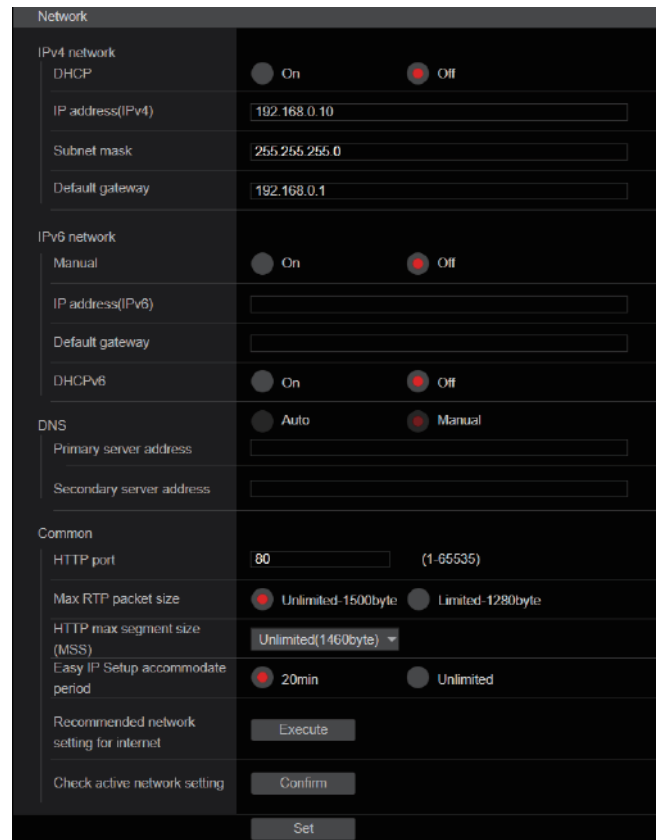 Network
IPv4 network
DHCP On Off
IP address(IPv4) 192.168.0.10
Subnet mask 255.255.255.0
Default gateway 192.168.0.1
IPv6 network
Manual On Off
IP address(IPv6)
Default gateway
DHCPv6 On Off
DNS Auto Manual
Primary server address
Secondary server address
Common
HTTP port 80 (1-65535)
Max RTP packet size Unlimited-1500byte Limited-1280byte
HTTP max segment size
(MSS) Unlimited(1460byte)
Easy IP Setup accommodate
period 20min Unlimited
Recommended network
setting for internet Execute
Check active network setting Confirm
Set